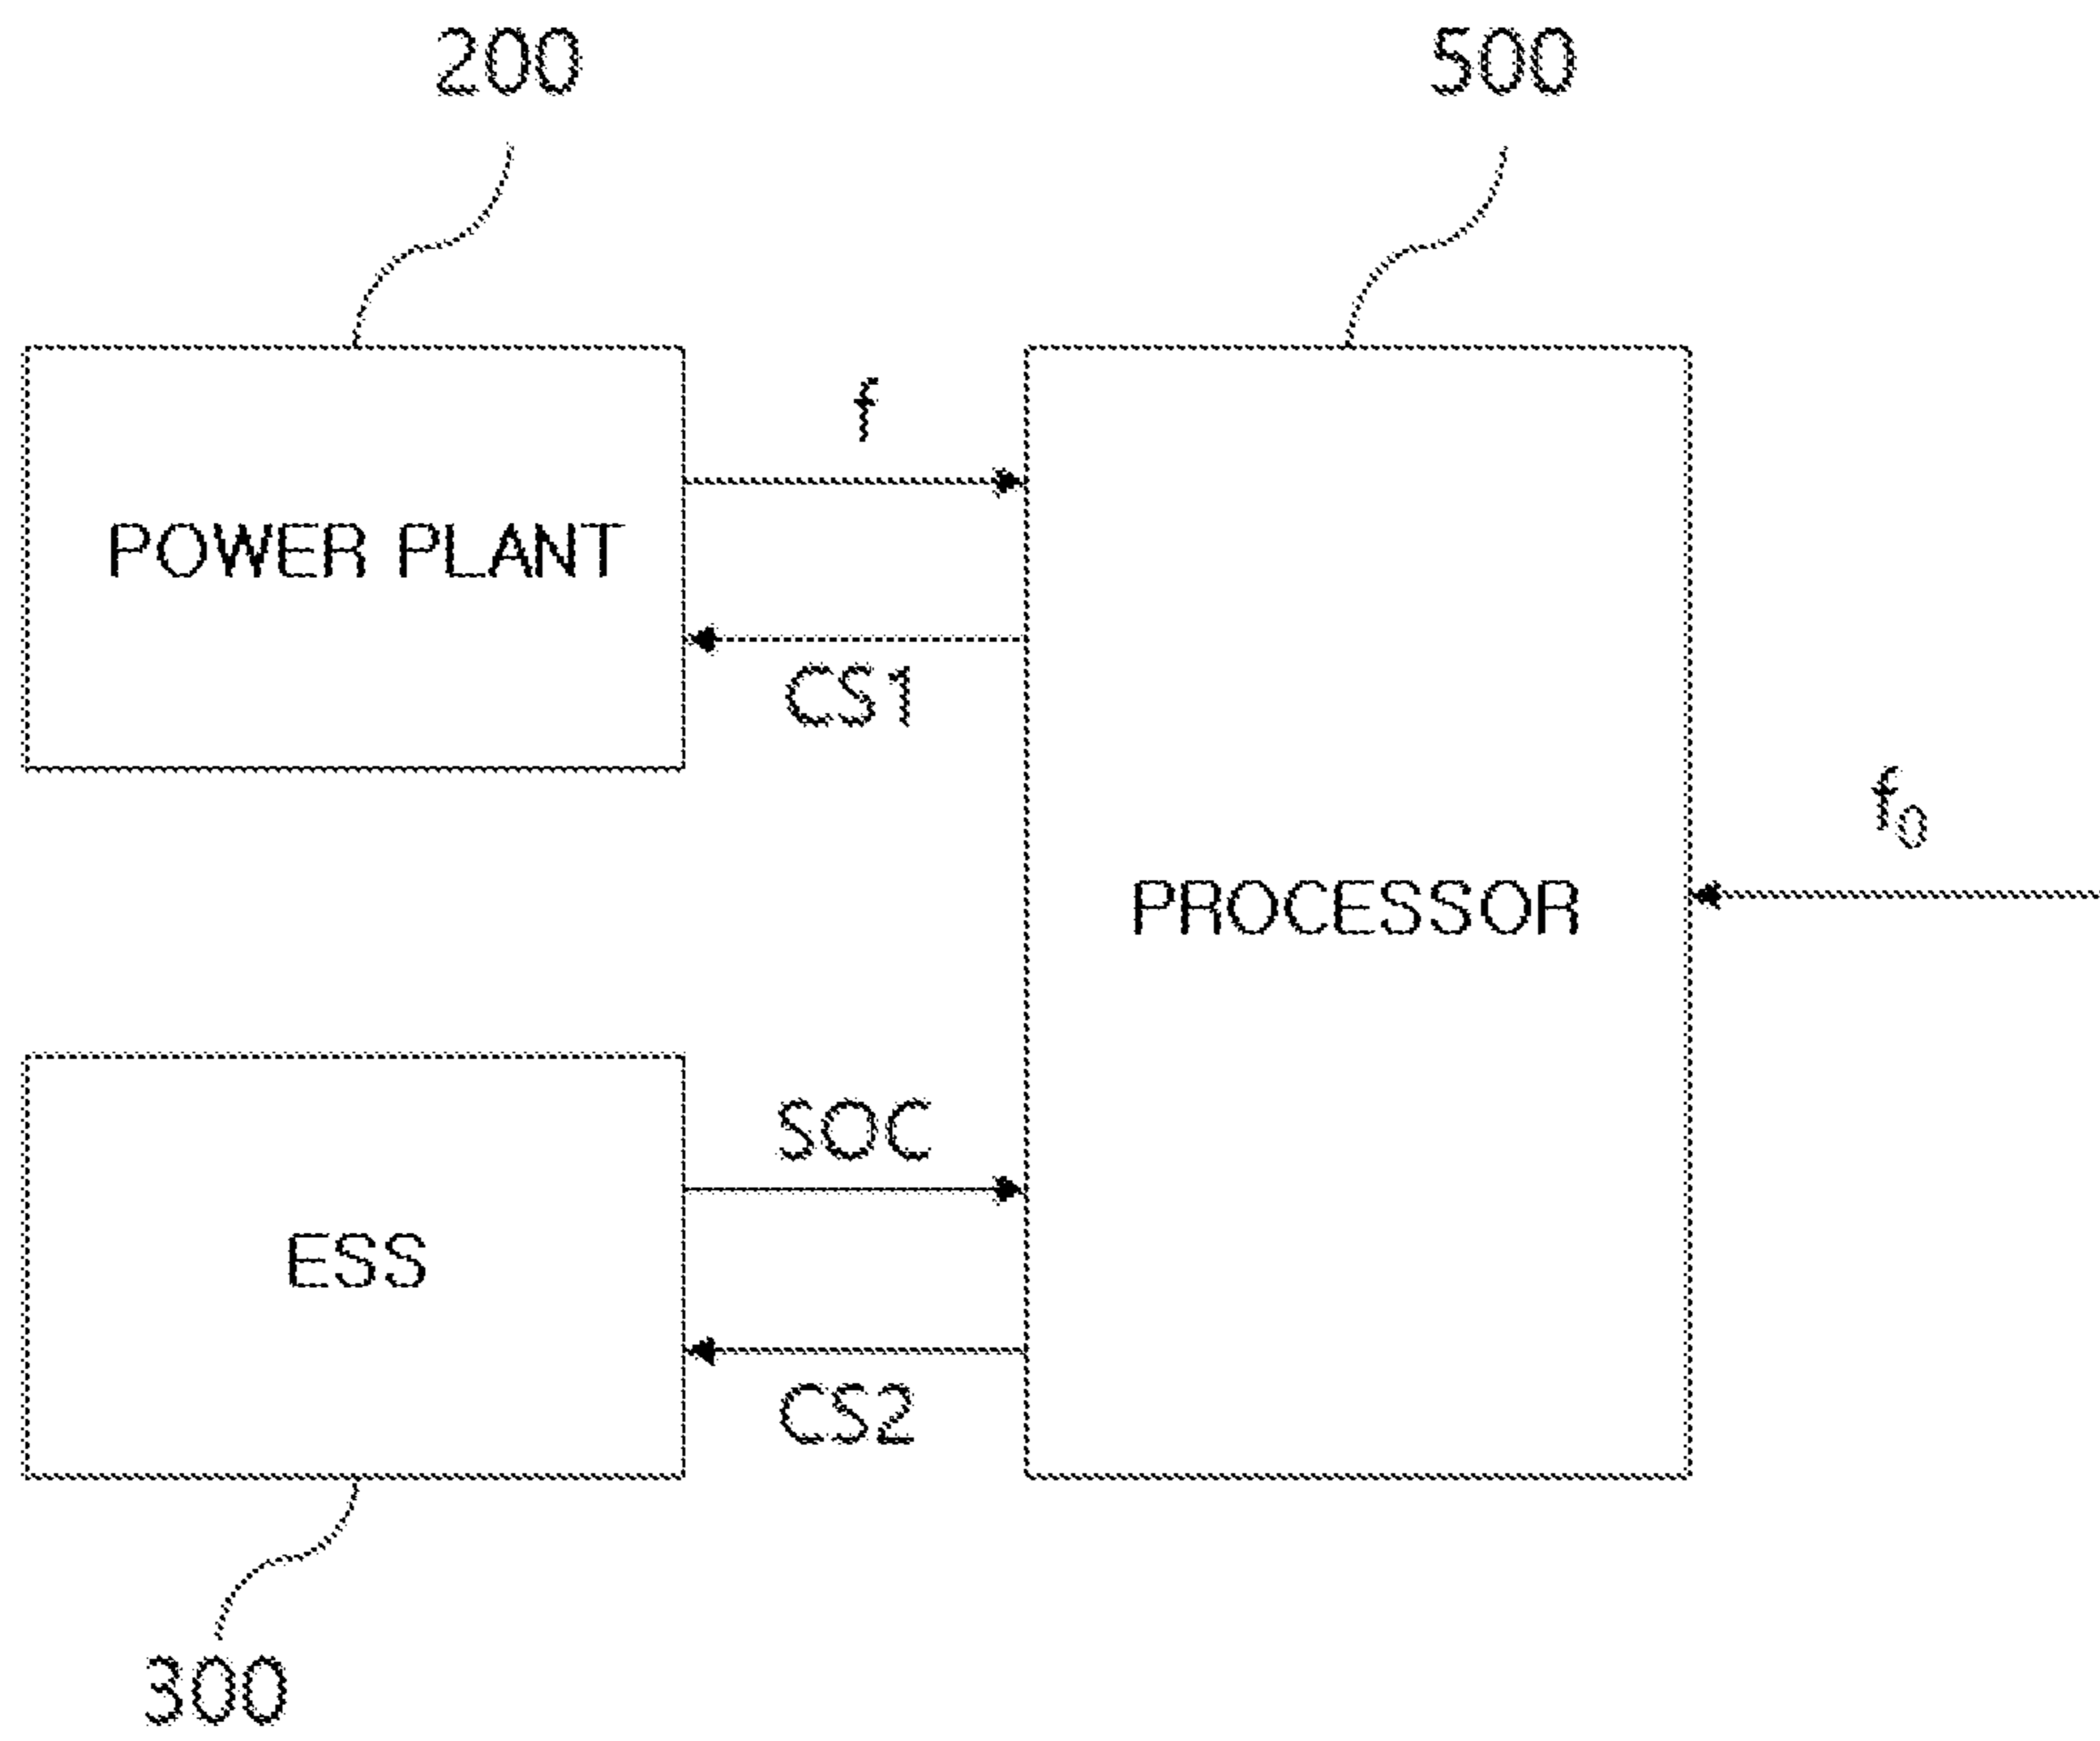 200
500
f
POWER PLANT
CS1
f₀
PROCESSOR
SOC
ESS
CS2
300